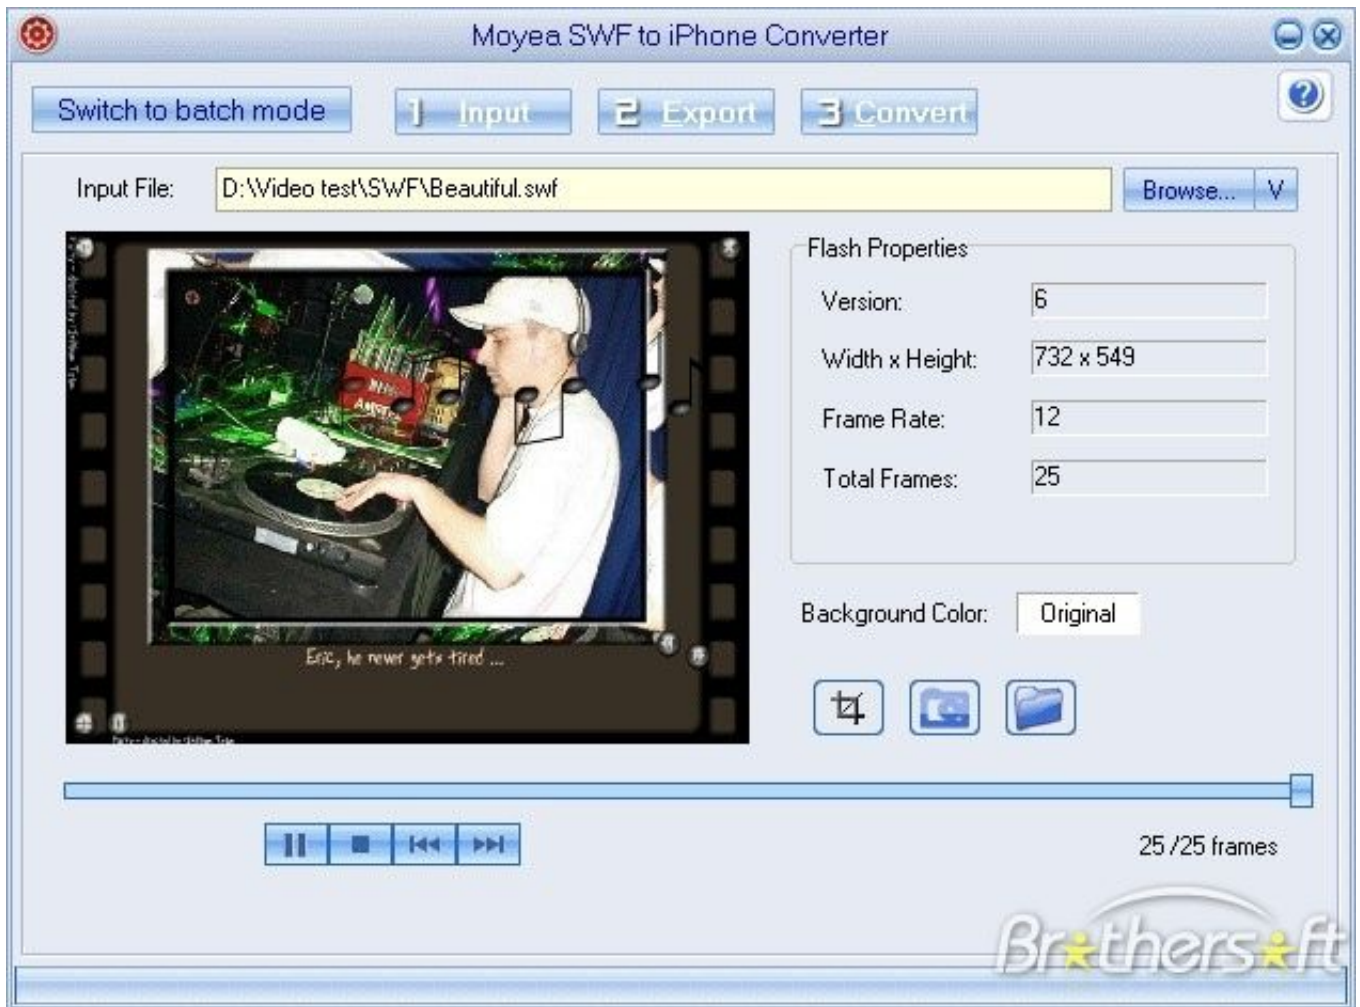 Moyea SWF to iPhone Converter
Switch to batch mode
1 Input
2 Export
3 Convert
?
Input File:
D:\Video test\SWF\Beautiful.swf
Browse...
V
Flash Properties
Version:
6
Width x Height:
732 x 549
Frame Rate:
12
Total Frames:
25
Eric, he never gets tired ...
Background Color:
Original
25 /25 frames
Brothersoft